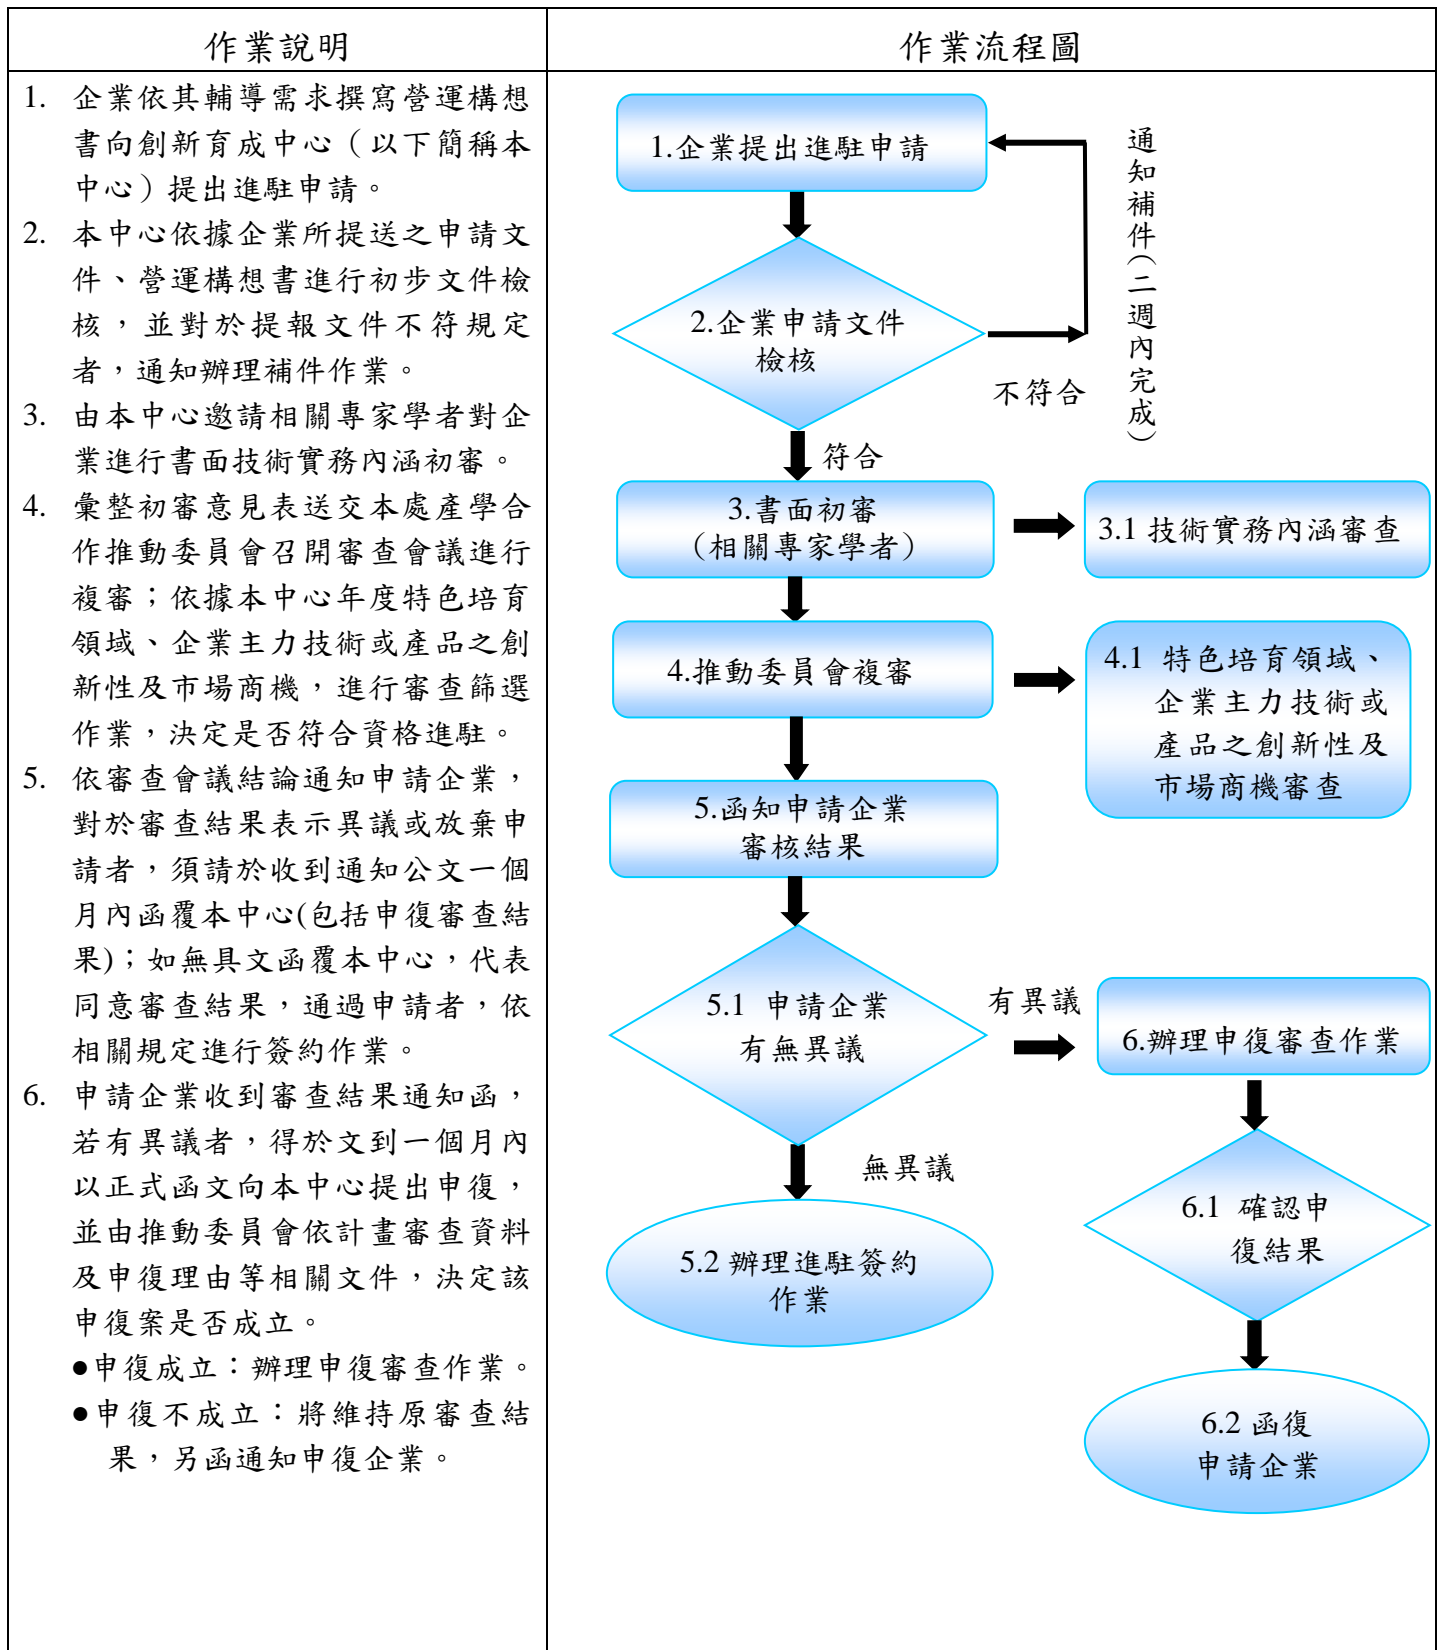 作業說明
1. 企業依其輔導需求撰寫營運構想
書向創新育成中心（以下簡稱本
中心）提出進駐申請。
2. 本中心依據企業所提送之申請文
件、營運構想書進行初步文件檢
核，並對於提報文件不符規定
者，通知辦理補件作業。
3. 由本中心邀請相關專家學者對企
業進行書面技術實務內涵初審。
4. 彙整初審意見表送交本處產學合
作推動委員會召開審查會議進行
複審；依據本中心年度特色培育
領域、企業主力技術或產品之創
新性及市場商機，進行審查篩選
作業，決定是否符合資格進駐。
5. 依審查會議結論通知申請企業，
對於審查結果表示異議或放棄申
請者，須請於收到通知公文一個
月內函覆本中心(包括申復審查結
果)；如無具文函覆本中心，代表
同意審查結果，通過申請者，依
相關規定進行簽約作業。
6. 申請企業收到審查結果通知函，
若有異議者，得於文到一個月內
以正式函文向本中心提出申復，
並由推動委員會依計畫審查資料
及申復理由等相關文件，決定該
申復案是否成立。
●申復成立：辦理申復審查作業。
●申復不成立：將維持原審查結
果，另函通知申復企業。
作業流程圖
1.企業提出進駐申請
通知補件（二週內完成）
2.企業申請文件
檢核
不符合
符合
3.書面初審
（相關專家學者）
3.1 技術實務內涵審查
4.推動委員會複審
4.1 特色培育領域、
企業主力技術或
產品之創新性及
市場商機審查
5.函知申請企業
審核結果
5.1 申請企業
有無異議
有異議
6.辦理申復審查作業
無異議
5.2 辦理進駐簽約
作業
6.1 確認申
復結果
6.2 函復
申請企業